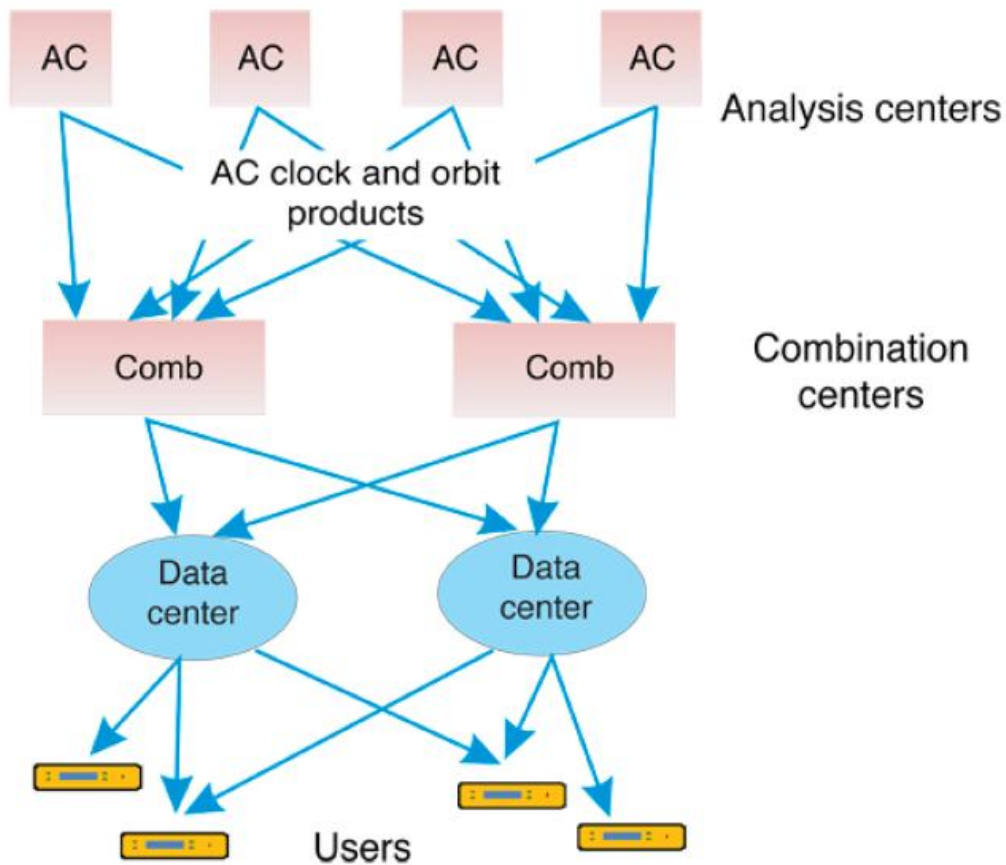 AC
AC
AC
AC
Analysis centers
AC clock and orbit
products
Comb
Comb
Combination
centers
Data
center
Data
center
Users